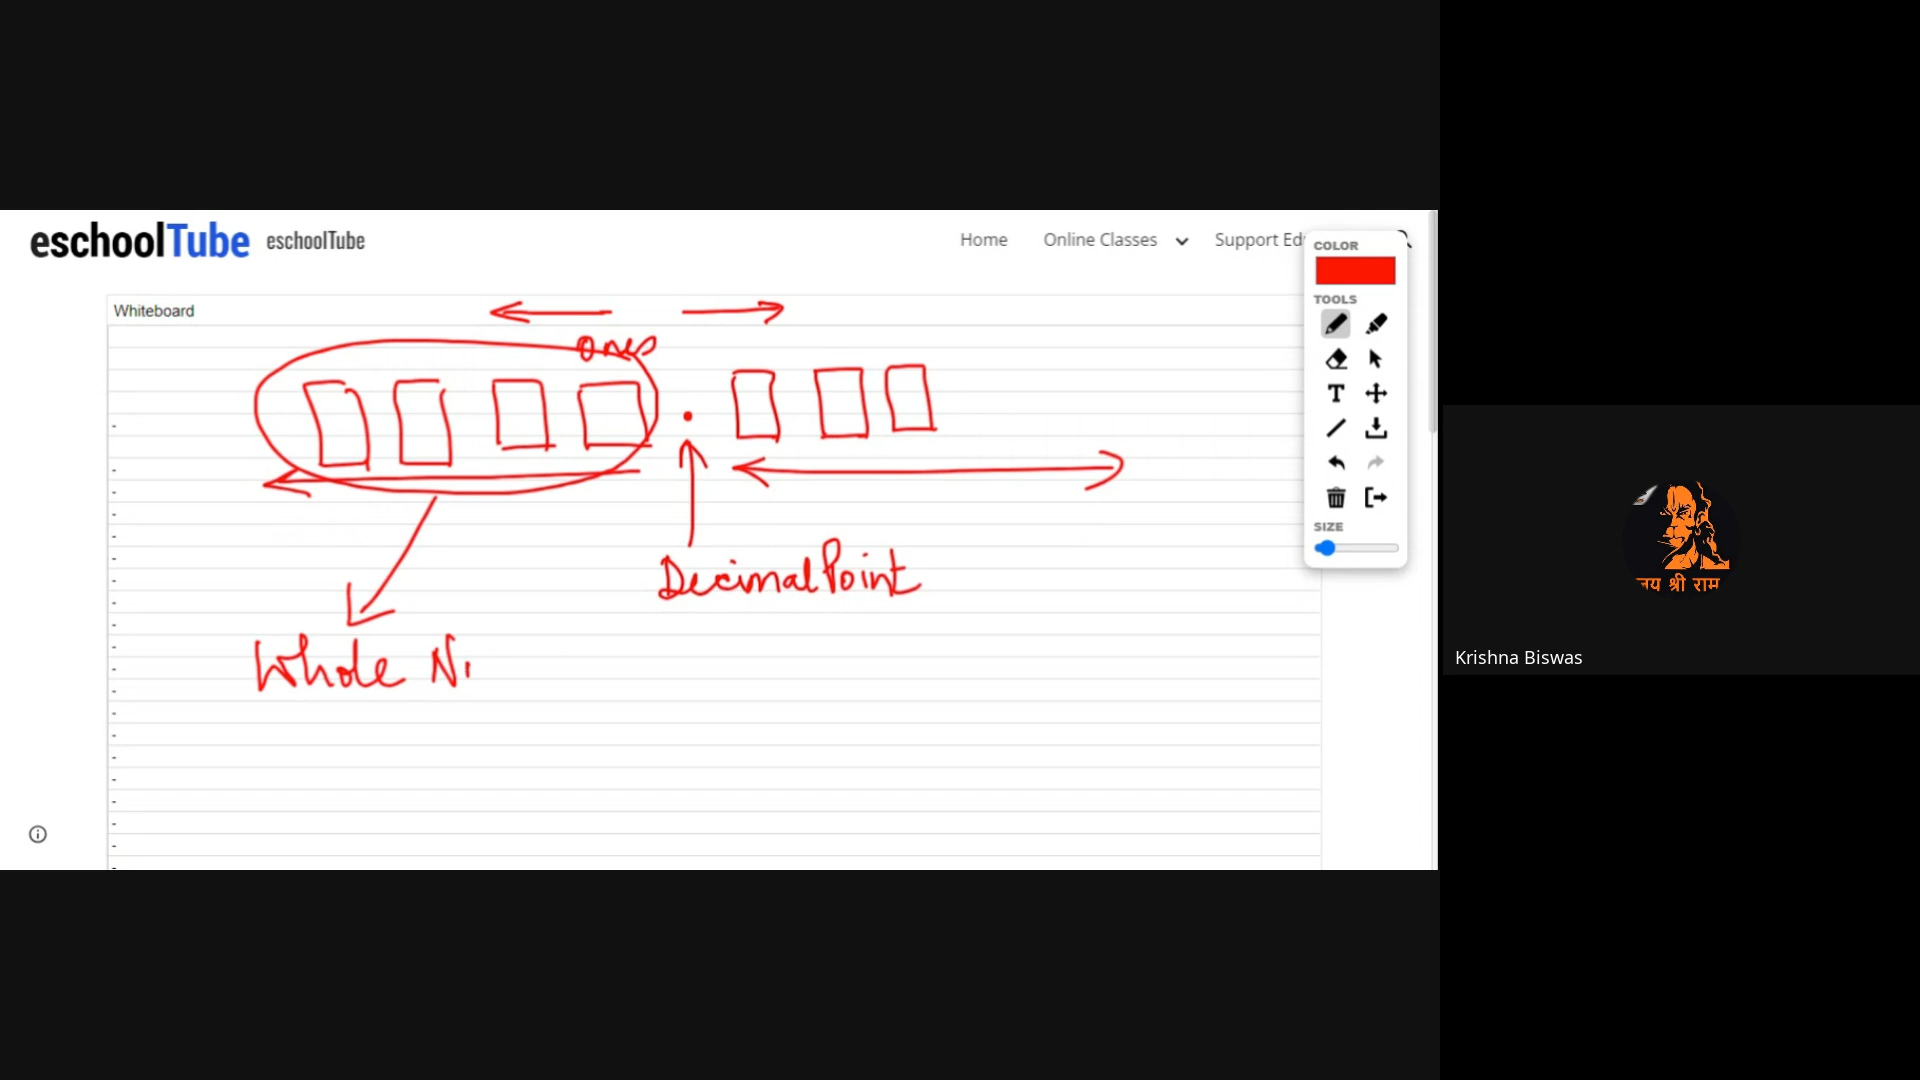 eschoolTube eschoolTube
Home Online Classes Support Ed
COLOR
Whiteboard
TOOLS
ones
T
SIZE
Decimal Point
जय श्री राम
Whole N
Krishna Biswas